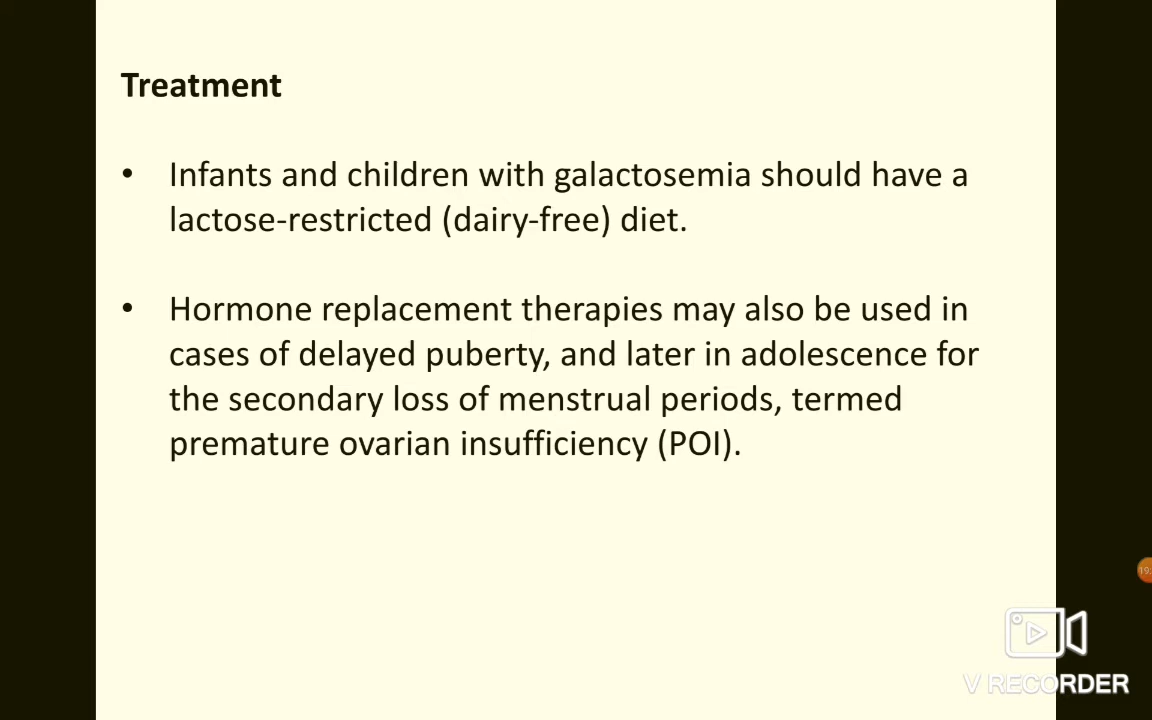 Treatment
• Infants and children with galactosemia should have a
lactose-restricted (dairy-free) diet.
• Hormone replacement therapies may also be used in
cases of delayed puberty, and later in adolescence for
the secondary loss of menstrual periods, termed
premature ovarian insufficiency (POI).
19:
V RECORDER